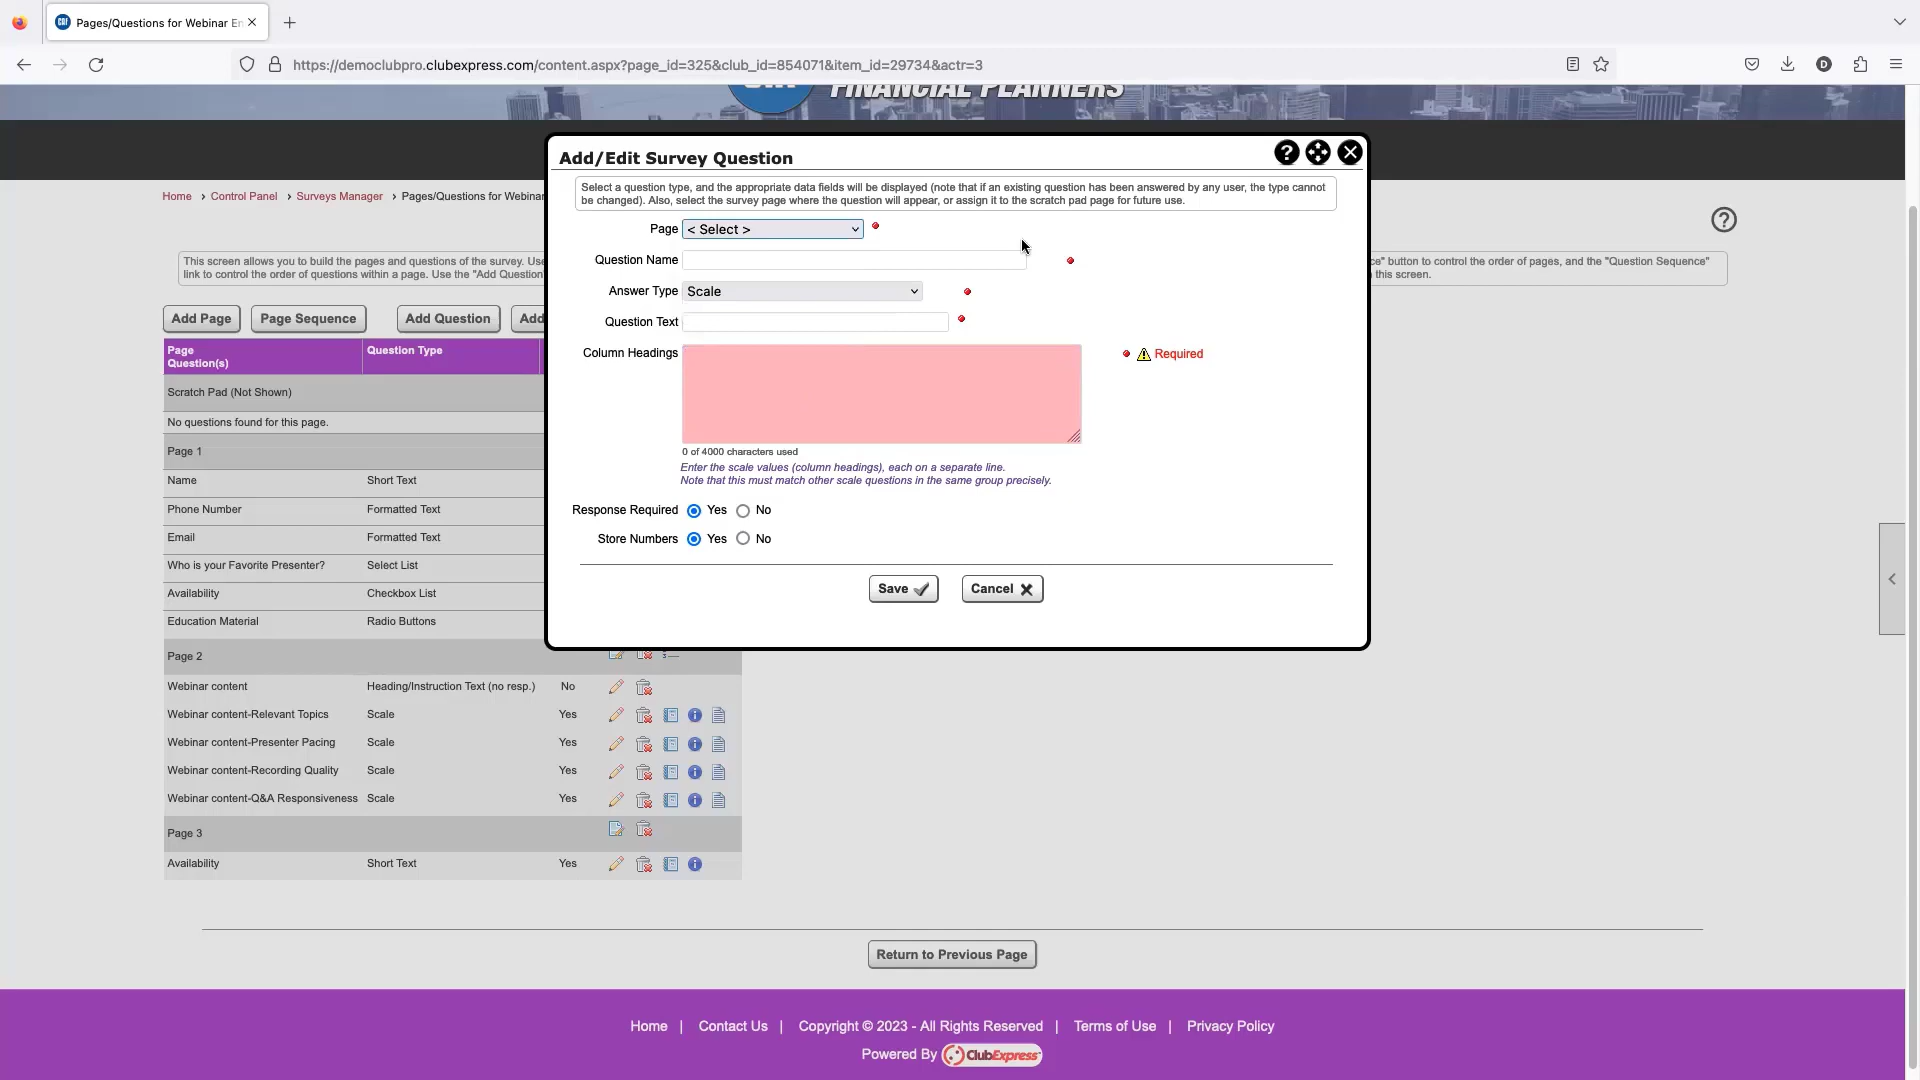 Pages/Questions for Webinar En
https://democlubpro.clubexpress.com/content.aspx?page_id=325&club_id=854071&item_id=29734&actr=3
D
FINANCIAL PLANNERS
Home > Control Panel > Surveys Manager > Pages/Questions for Webinar
This screen allows you to build the pages and questions of the survey. Use
link to control the order of questions within a page. Use the "Add Question
ce" button to control the order of pages, and the "Question Sequence"
this screen.
Add Page
Page Sequence
Add Question
Add
Add/Edit Survey Question
Select a question type, and the appropriate data fields will be displayed (note that if an existing question has been answered by any user, the type cannot
be changed). Also, select the survey page where the question will appear, or assign it to the scratch pad page for future use.
Page < Select >
Question Name
Answer Type Scale
Question Text
Column Headings
Required
0 of 4000 characters used
Enter the scale values (column headings), each on a separate line.
Note that this must match other scale questions in the same group precisely.
Response Required Yes No
Store Numbers Yes No
Save
Cancel
Page Question Type
Question(s)
Scratch Pad (Not Shown)
No questions found for this page.
Page 1
Name Short Text
Phone Number Formatted Text
Email Formatted Text
Who is your Favorite Presenter? Select List
Availability Checkbox List
Education Material Radio Buttons
Page 2
Webinar content Heading/Instruction Text (no resp.) No
Webinar content-Relevant Topics Scale Yes
Webinar content-Presenter Pacing Scale Yes
Webinar content-Recording Quality Scale Yes
Webinar content-Q&A Responsiveness Scale Yes
Page 3
Availability Short Text Yes
Return to Previous Page
Home | Contact Us | Copyright © 2023 - All Rights Reserved | Terms of Use | Privacy Policy
Powered By ClubExpress